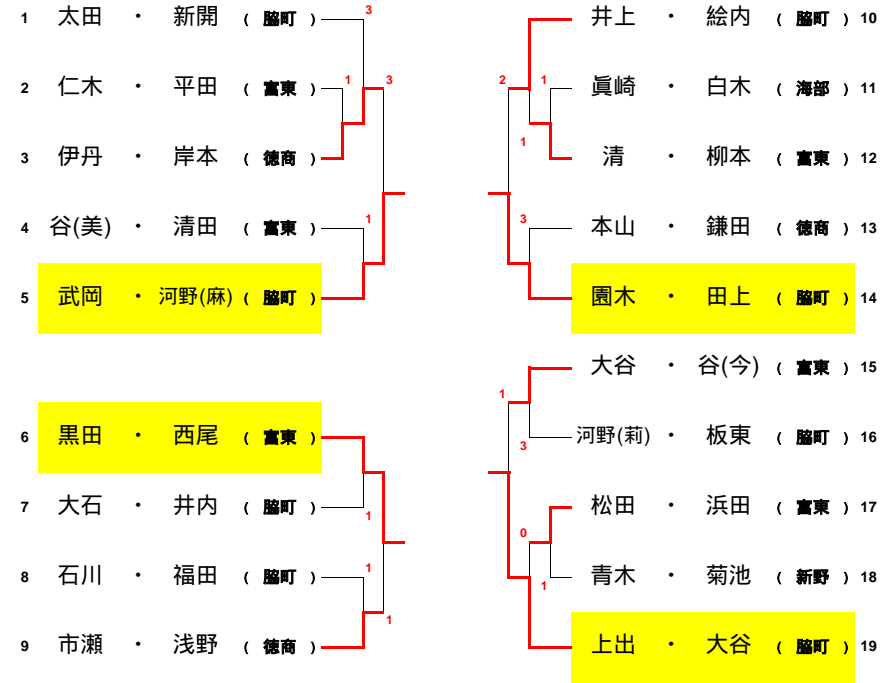 1 太田 ・ 新開 ( 脇町 )
3
2 仁木 ・ 平田 ( 富東 )
1
3
3 伊丹 ・ 岸本 ( 徳商 )
4 谷(美) ・ 清田 ( 富東 )
1
5 武岡 ・ 河野(麻) ( 脇町 )
6 黒田 ・ 西尾 ( 富東 )
7 大石 ・ 井内 ( 脇町 )
1
8 石川 ・ 福田 ( 脇町 )
1
1
9 市瀬 ・ 浅野 ( 徳商 )
井上 ・ 絵内 ( 脇町 ) 10
2
1
眞崎 ・ 白木 ( 海部 ) 11
1
清 ・ 柳本 ( 富東 ) 12
3
本山 ・ 鎌田 ( 徳商 ) 13
園木 ・ 田上 ( 脇町 ) 14
大谷 ・ 谷(今) ( 富東 ) 15
1
3
河野(莉) ・ 板東 ( 脇町 ) 16
松田 ・ 浜田 ( 富東 ) 17
0
1
青木 ・ 菊池 ( 新野 ) 18
上出 ・ 大谷 ( 脇町 ) 19